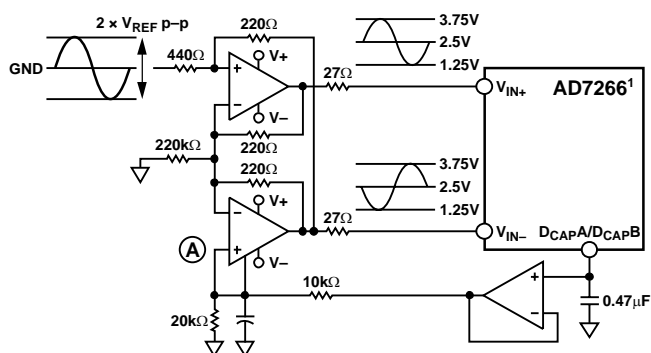 2 × VREF p–p
GND
440Ω
220Ω
V+
+
–
V–
27Ω
3.75V
2.5V
1.25V
VIN+
AD7266¹
220kΩ
220Ω
220Ω
V+
–
+
V–
A
27Ω
3.75V
2.5V
1.25V
VIN–
DCAPA/DCAPB
10kΩ
20kΩ
+
–
0.47µF